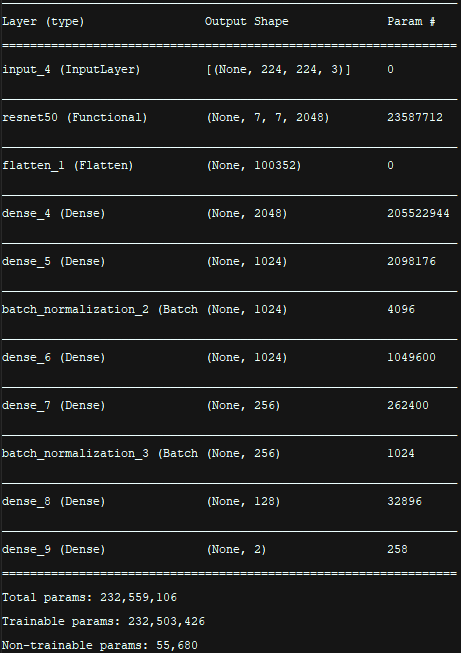 Layer (type) Output Shape Param #
input_4 (InputLayer) [(None, 224, 224, 3)] 0
resnet50 (Functional) (None, 7, 7, 2048) 23587712
flatten_1 (Flatten) (None, 100352) 0
dense_4 (Dense) (None, 2048) 205522944
dense_5 (Dense) (None, 1024) 2098176
batch_normalization_2 (Batch (None, 1024) 4096
dense_6 (Dense) (None, 1024) 1049600
dense_7 (Dense) (None, 256) 262400
batch_normalization_3 (Batch (None, 256) 1024
dense_8 (Dense) (None, 128) 32896
dense_9 (Dense) (None, 2) 258
Total params: 232,559,106
Trainable params: 232,503,426
Non-trainable params: 55,680